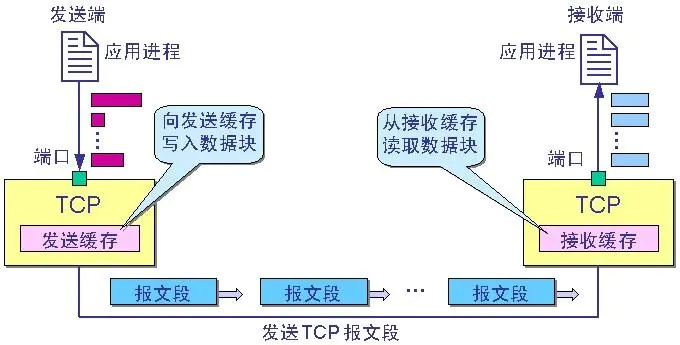 发送端
接收端
应用进程
应用进程
向发送缓存
写入数据块
从接收缓存
读取数据块
端口
端口
TCP
TCP
发送缓存
接收缓存
报文段
报文段
…
报文段
发送TCP报文段